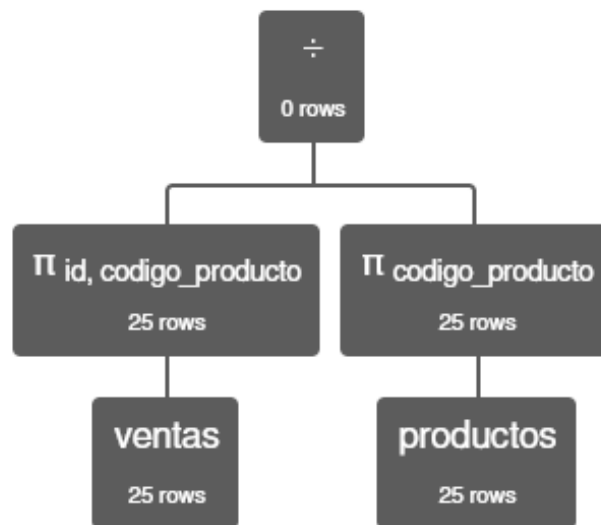 ÷
0 rows
π id, codigo_producto
25 rows
π codigo_producto
25 rows
ventas
25 rows
productos
25 rows